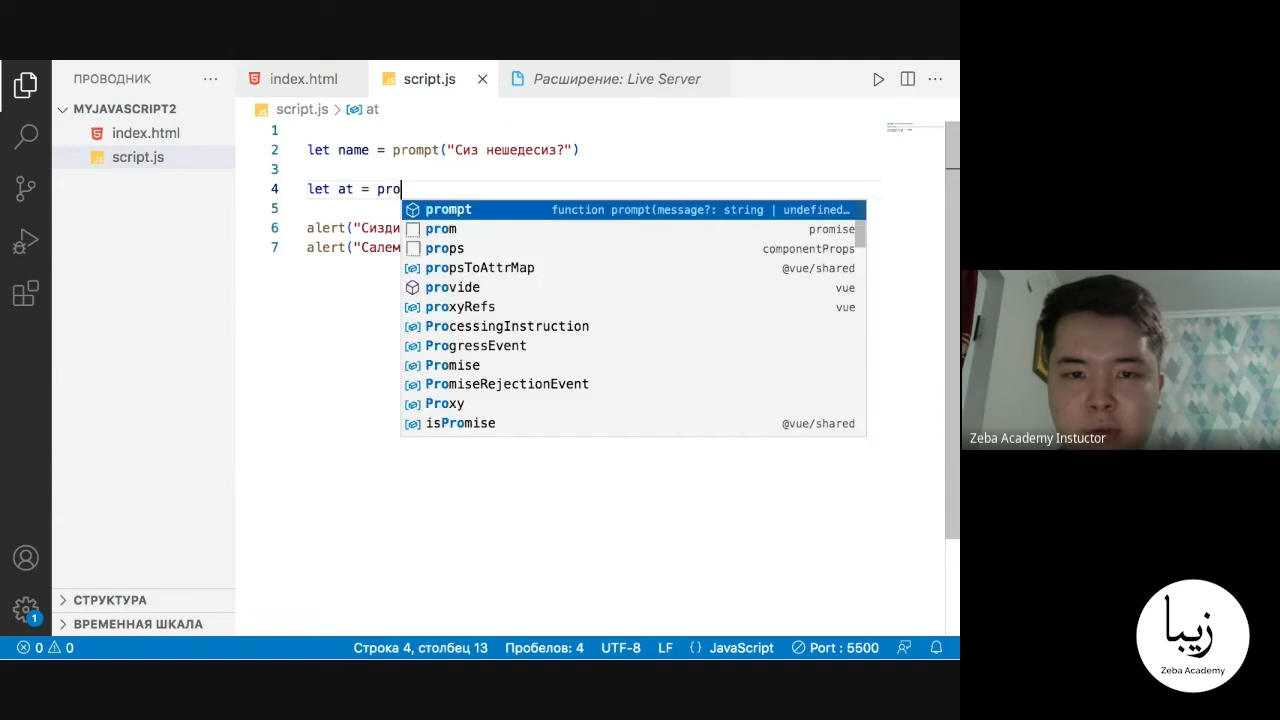 ПРОВОДНИК
index.html
script.js
Расширение: Live Server
MYJAVASCRIPT2
index.html
script.js
script.js
at
1
2 let name = prompt("Сиз нешедесиз?")
3
4 let at = pro
5
6 alert("Сизди
7 alert("Салем
prompt function prompt(message?: string | undefined…
prom promise
props componentProps
propsToAttrMap @vue/shared
provide vue
proxyRefs vue
ProcessingInstruction
ProgressEvent
Promise
PromiseRejectionEvent
Proxy
isPromise @vue/shared
Zeba Academy Instuctor
СТРУКТУРА
ВРЕМЕННАЯ ШКАЛА
1
0 0
Строка 4, столбец 13 Пробелов: 4 UTF-8 LF {} JavaScript Port : 5500
زیبا
Zeba Academy